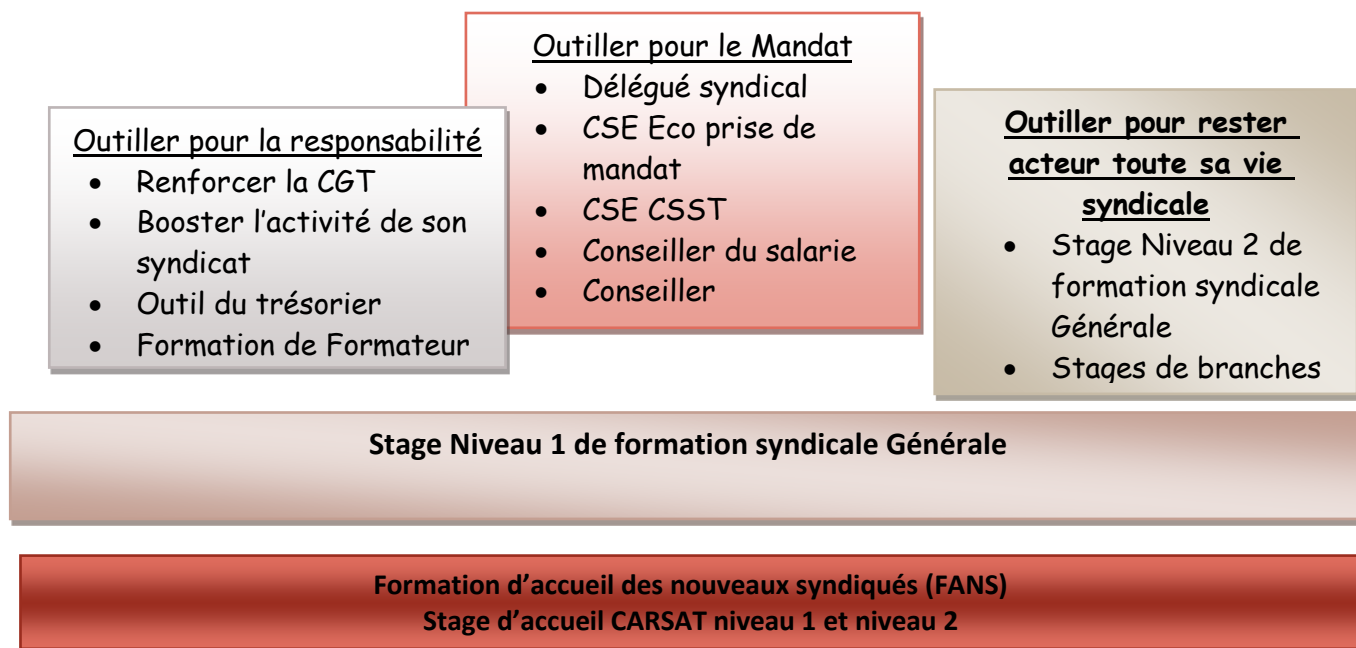 Outiller pour la responsabilité
• Renforcer la CGT
• Booster l’activité de son
syndicat
• Outil du trésorier
• Formation de Formateur
Outiller pour le Mandat
• Délégué syndical
• CSE Eco prise de
mandat
• CSE CSST
• Conseiller du salarie
• Conseiller
Outiller pour rester
acteur toute sa vie
syndicale
• Stage Niveau 2 de
formation syndicale
Générale
• Stages de branches
Stage Niveau 1 de formation syndicale Générale
Formation d’accueil des nouveaux syndiqués (FANS)
Stage d’accueil CARSAT niveau 1 et niveau 2